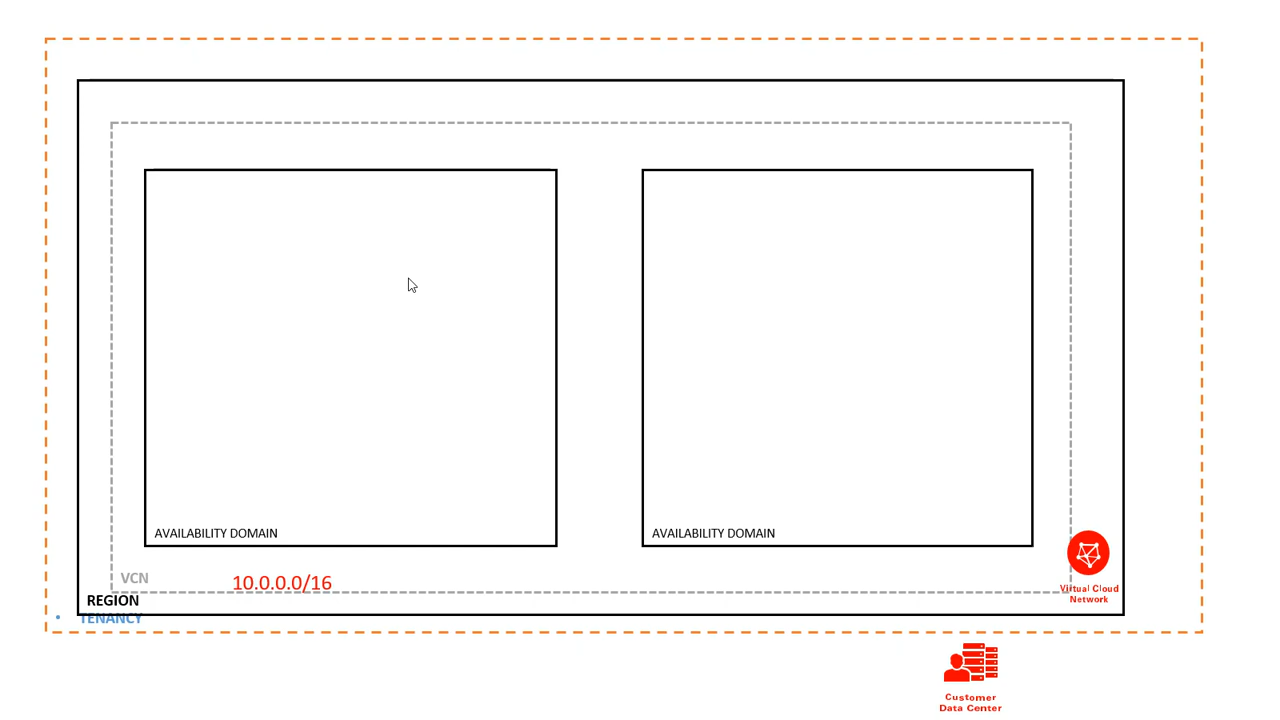 AVAILABILITY DOMAIN
AVAILABILITY DOMAIN
VCN
10.0.0.0/16
Virtual Cloud
Network
REGION
• TENANCY
Customer
Data Center